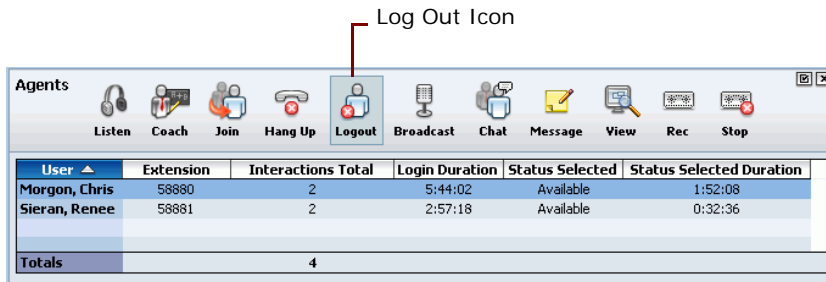 Log Out Icon
Agents
Listen Coach Join Hang Up Logout Broadcast Chat Message View Rec Stop
User Extension Interactions Total Login Duration Status Selected Status Selected Duration
Morgon, Chris 58880 2 5:44:02 Available 1:52:08
Sieran, Renee 58881 2 2:57:18 Available 0:32:36
Totals 4